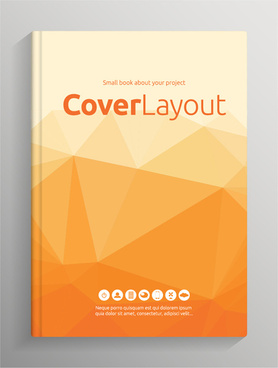 Small book about your project
CoverLayout
Neque porro quisquam est qui dolorem ipsum
quia dolor sit amet, consectetur, adipisci velit...